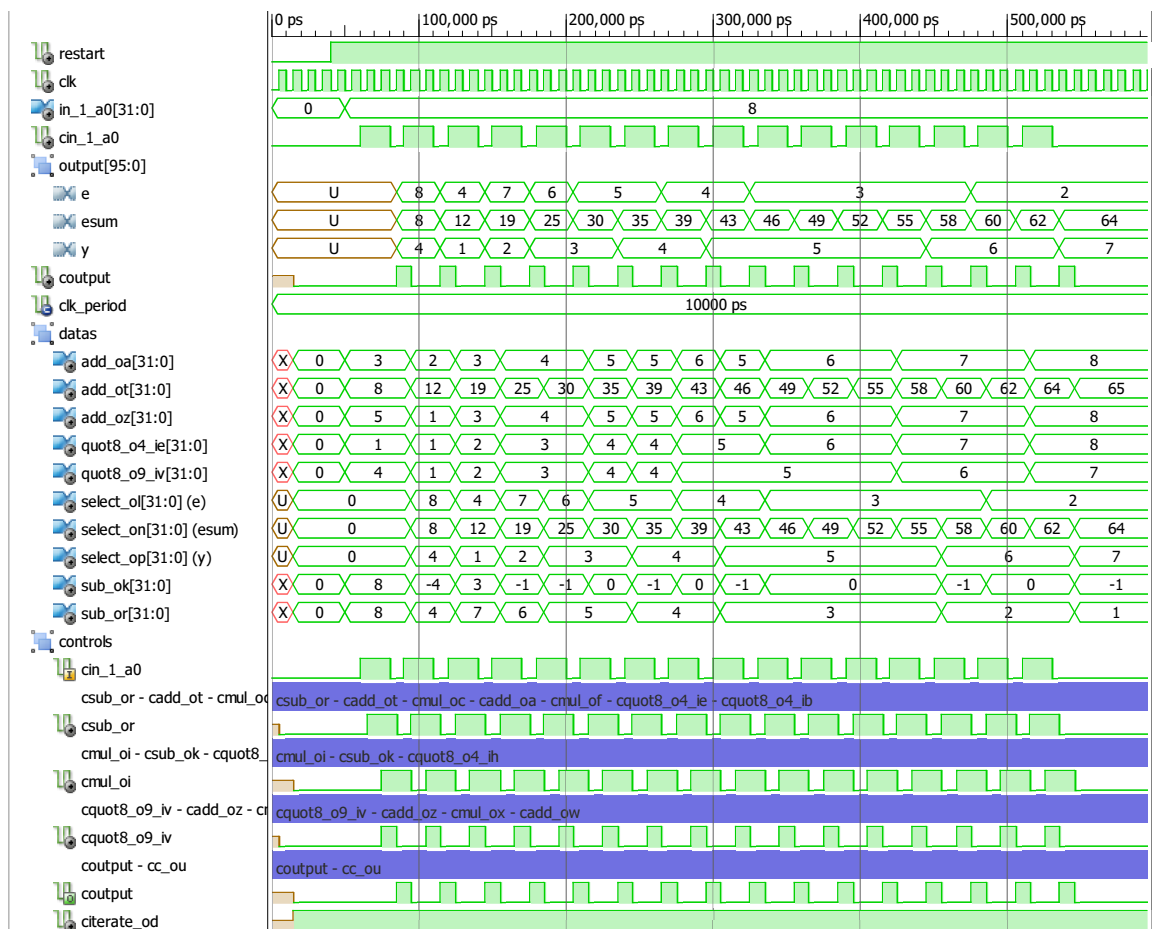 0 ps 100,000 ps 200,000 ps 300,000 ps 400,000 ps 500,000 ps
restart
clk
in_1_a0[31:0] 0 8
cin_1_a0
output[95:0]
e U 8 4 7 6 5 4 3 2
esum U 8 12 19 25 30 35 39 43 46 49 52 55 58 60 62 64
y U 4 1 2 3 4 5 6 7
coutput
clk_period 10000 ps
datas
add_oa[31:0] X 0 3 2 3 4 5 5 6 5 6 7 8
add_ot[31:0] X 0 8 12 19 25 30 35 39 43 46 49 52 55 58 60 62 64 65
add_oz[31:0] X 0 5 1 3 4 5 5 6 5 6 7 8
quot8_o4_ie[31:0] X 0 1 1 2 3 4 4 5 6 7 8
quot8_o9_iv[31:0] X 0 4 1 2 3 4 4 5 6 7
select_ol[31:0] (e) U 0 8 4 7 6 5 4 3 2
select_on[31:0] (esum) U 0 8 12 19 25 30 35 39 43 46 49 52 55 58 60 62 64
select_op[31:0] (y) U 0 4 1 2 3 4 5 6 7
sub_ok[31:0] X 0 8 -4 3 -1 -1 0 -1 0 -1 0 -1 0 -1
sub_or[31:0] X 0 8 4 7 6 5 4 3 2 1
controls
cin_1_a0
csub_or - cadd_ot - cmul_oc csub_or - cadd_ot - cmul_oc - cadd_oa - cmul_of - cquot8_o4_ie - cquot8_o4_ib
csub_or
cmul_oi - csub_ok - cquot8_ cmul_oi - csub_ok - cquot8_o4_ih
cmul_oi
cquot8_o9_iv - cadd_oz - cr cquot8_o9_iv - cadd_oz - cmul_ox - cadd_ow
cquot8_o9_iv
coutput - cc_ou coutput - cc_ou
coutput
citerate_od